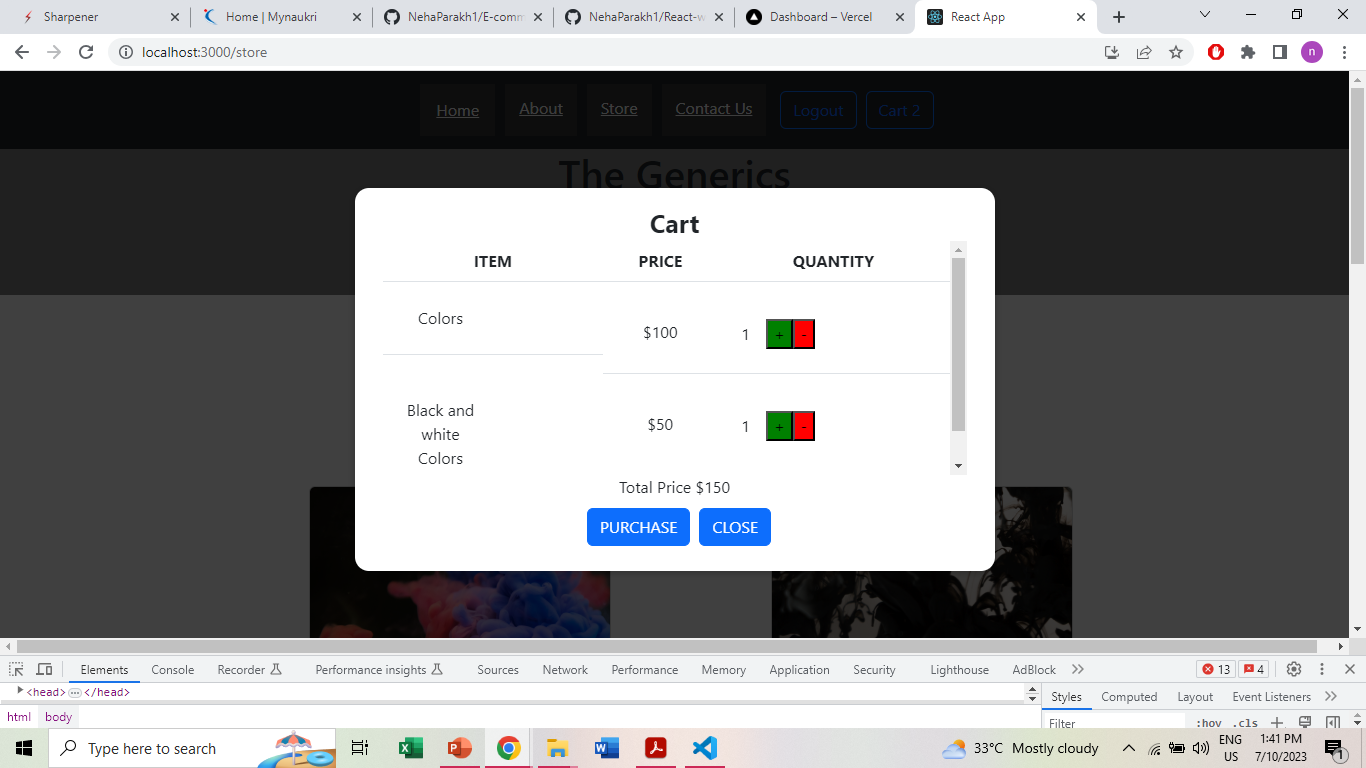 Sharpener
Home | Mynaukri
NehaParakh1/E-comm
NehaParakh1/React-w
Dashboard – Vercel
React App
localhost:3000/store
n
Home
About
Store
Contact Us
Logout
Cart 2
The Generics
Cart
ITEM PRICE QUANTITY
Colors
$100 1 + -
Black and
white
Colors
$50 1 + -
Total Price $150
PURCHASE CLOSE
Elements Console Recorder Performance insights Sources Network Performance Memory Application Security Lighthouse AdBlock 13 4
<head> ... </head>
Styles Computed Layout Event Listeners
html body
Filter :hov .cls
Type here to search
33°C Mostly cloudy
ENG
US
1:41 PM
7/10/2023
1